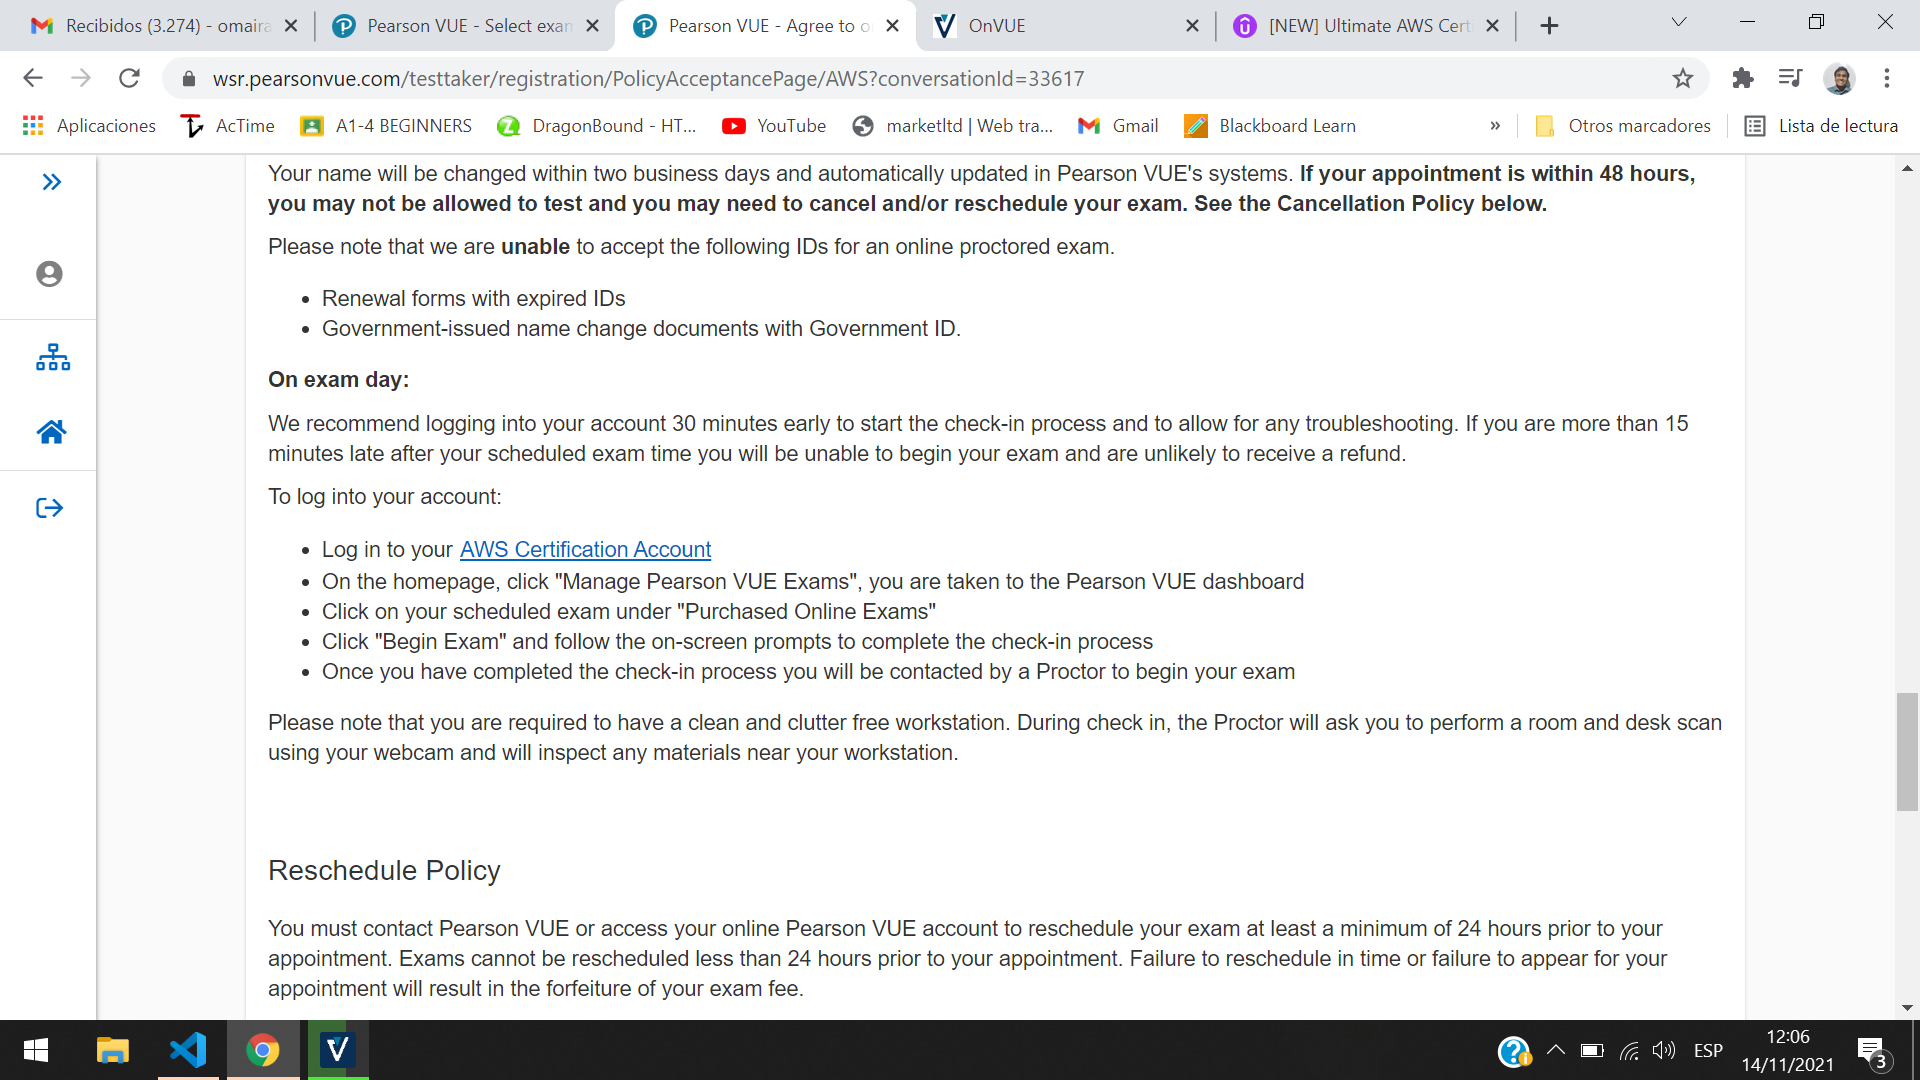 Recibidos (3.274) - omaira
Pearson VUE - Select exam
Pearson VUE - Agree to o
OnVUE
[NEW] Ultimate AWS Cert
wsr.pearsonvue.com/testtaker/registration/PolicyAcceptancePage/AWS?conversationId=33617
Aplicaciones
AcTime
A1-4 BEGINNERS
DragonBound - HT...
YouTube
marketltd | Web tra...
Gmail
Blackboard Learn
»
Otros marcadores
Lista de lectura
Your name will be changed within two business days and automatically updated in Pearson VUE's systems. If your appointment is within 48 hours,
you may not be allowed to test and you may need to cancel and/or reschedule your exam. See the Cancellation Policy below.
Please note that we are unable to accept the following IDs for an online proctored exam.
• Renewal forms with expired IDs
• Government-issued name change documents with Government ID.
On exam day:
We recommend logging into your account 30 minutes early to start the check-in process and to allow for any troubleshooting. If you are more than 15
minutes late after your scheduled exam time you will be unable to begin your exam and are unlikely to receive a refund.
To log into your account:
• Log in to your AWS Certification Account
• On the homepage, click "Manage Pearson VUE Exams", you are taken to the Pearson VUE dashboard
• Click on your scheduled exam under "Purchased Online Exams"
• Click "Begin Exam" and follow the on-screen prompts to complete the check-in process
• Once you have completed the check-in process you will be contacted by a Proctor to begin your exam
Please note that you are required to have a clean and clutter free workstation. During check in, the Proctor will ask you to perform a room and desk scan
using your webcam and will inspect any materials near your workstation.
Reschedule Policy
You must contact Pearson VUE or access your online Pearson VUE account to reschedule your exam at least a minimum of 24 hours prior to your
appointment. Exams cannot be rescheduled less than 24 hours prior to your appointment. Failure to reschedule in time or failure to appear for your
appointment will result in the forfeiture of your exam fee.
ESP
12:06
14/11/2021
3